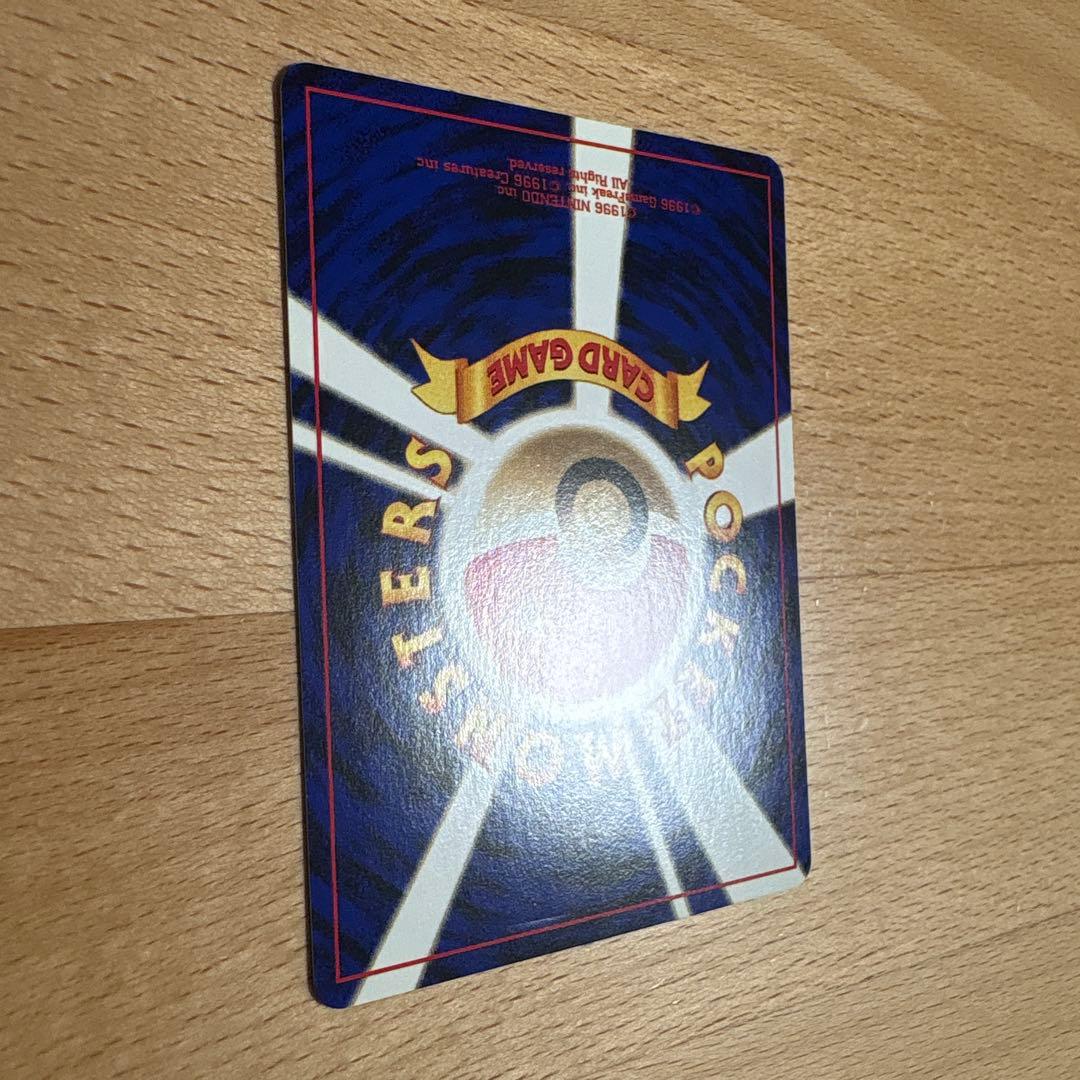 POCKET MONSTERS
CARD GAME
©1996 NINTENDO inc.
©1996 GameFreak inc. ©1996 Creatures inc
All Rights reserved.